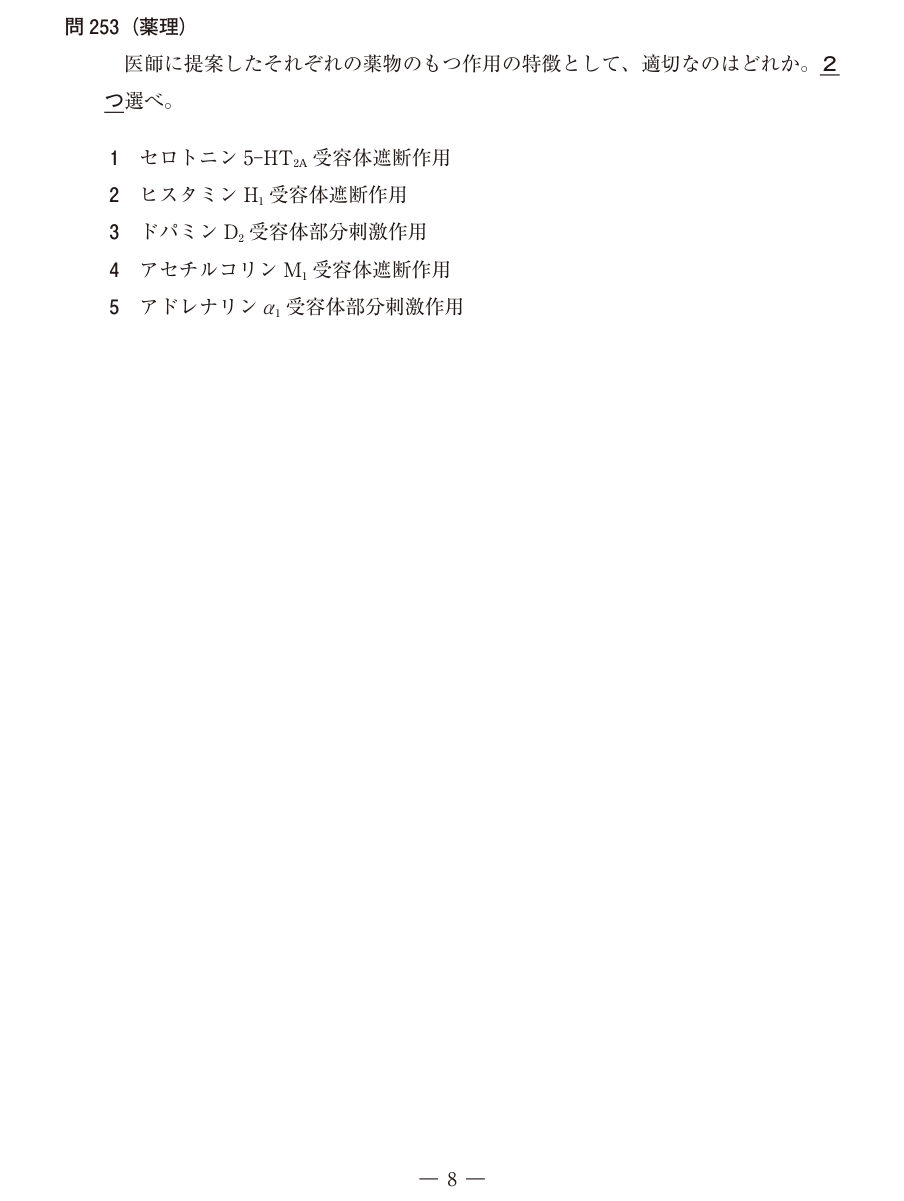 問 253（薬理）
医師に提案したそれぞれの薬物のもつ作用の特徴として、適切なのはどれか。2
つ選べ。
1 セロトニン 5-HT2A 受容体遮断作用
2 ヒスタミン H1 受容体遮断作用
3 ドパミン D2 受容体部分刺激作用
4 アセチルコリン M1 受容体遮断作用
5 アドレナリン α1 受容体部分刺激作用
— 8 —